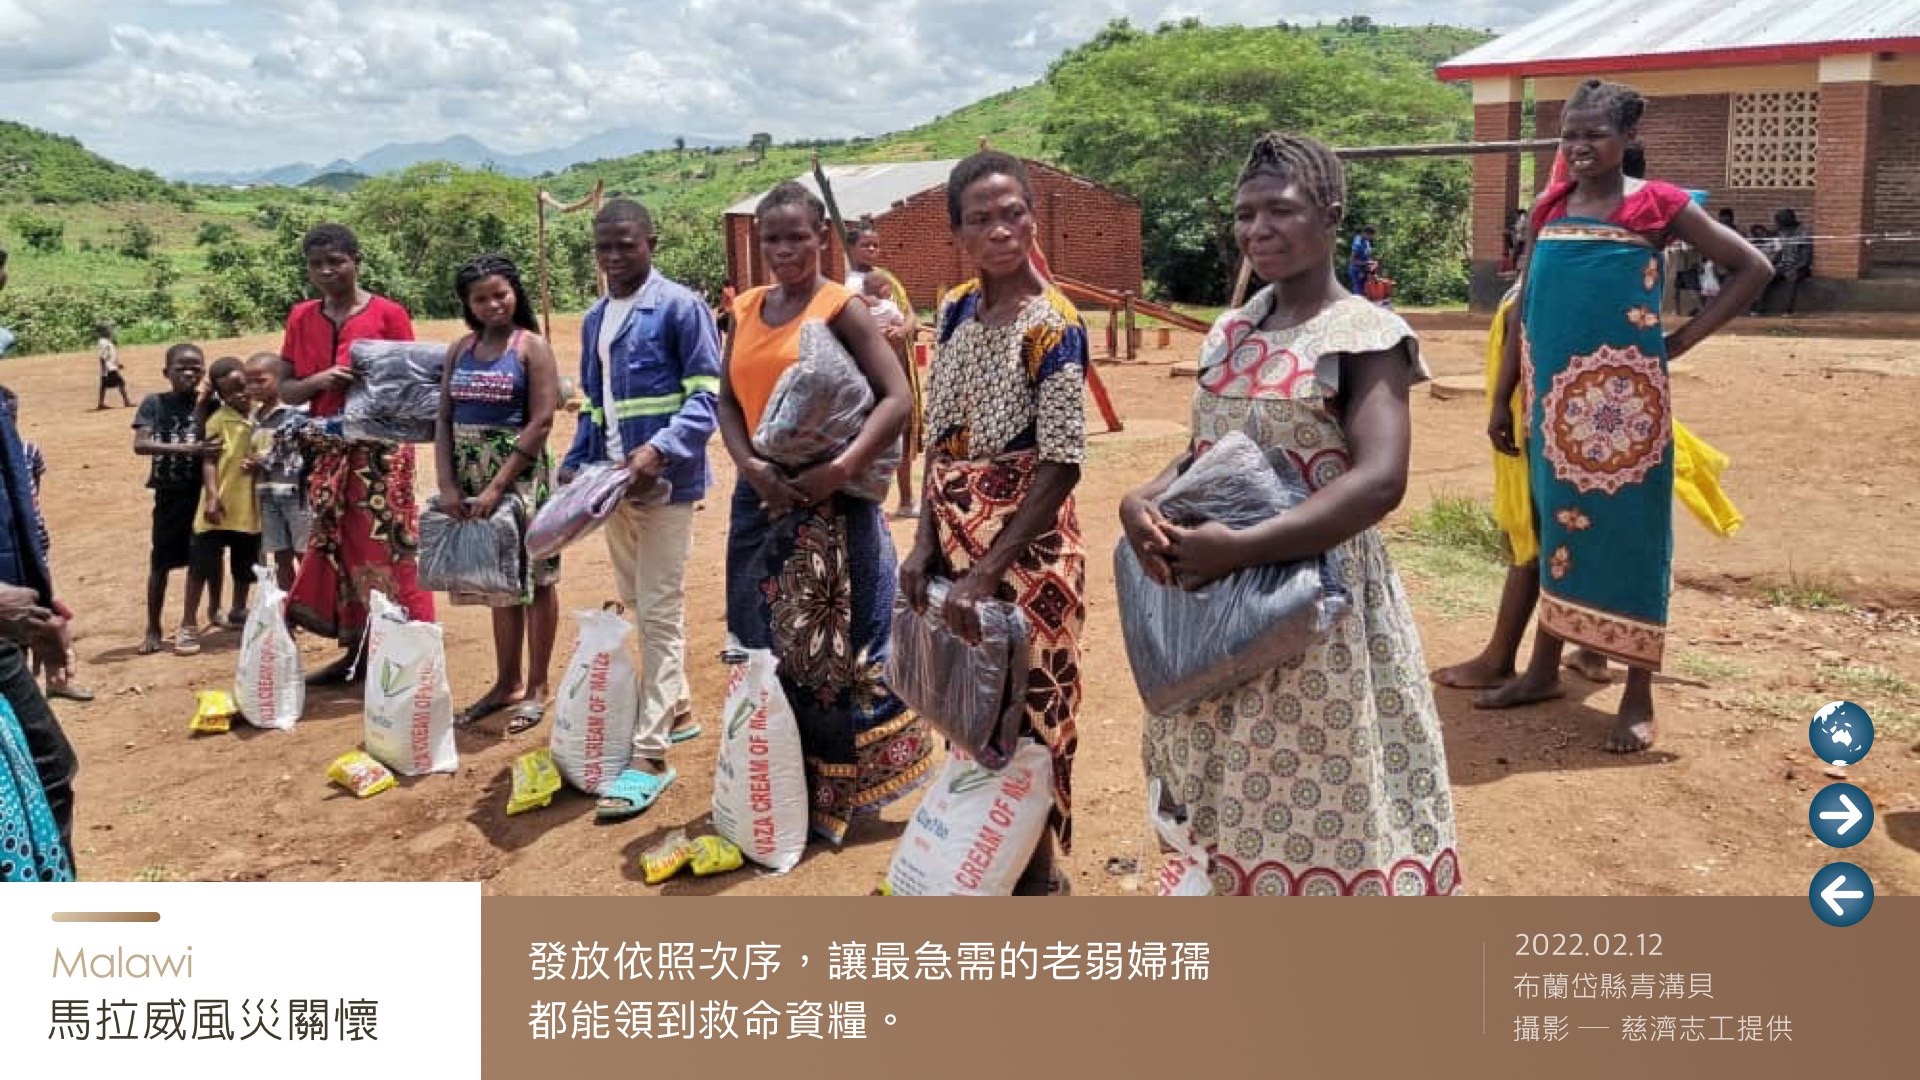 VAZA CREAM OF MAIZE
CREAM OF MAIZE
VAZA CREAM OF MAIZE
CREAM OF
Malawi
馬拉威風災關懷
發放依照次序，讓最急需的老弱婦孺
都能領到救命資糧。
2022.02.12
布蘭岱縣青溝貝
攝影 — 慈濟志工提供